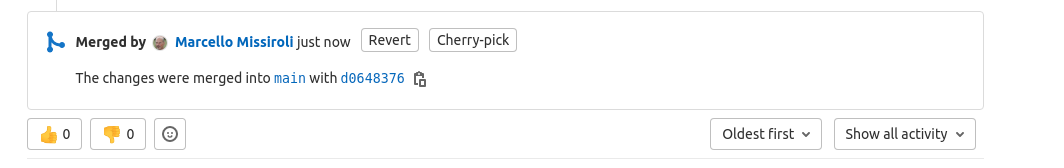 Merged by Marcello Missiroli just now Revert Cherry-pick
The changes were merged into main with d0648376
0 0 Oldest first Show all activity